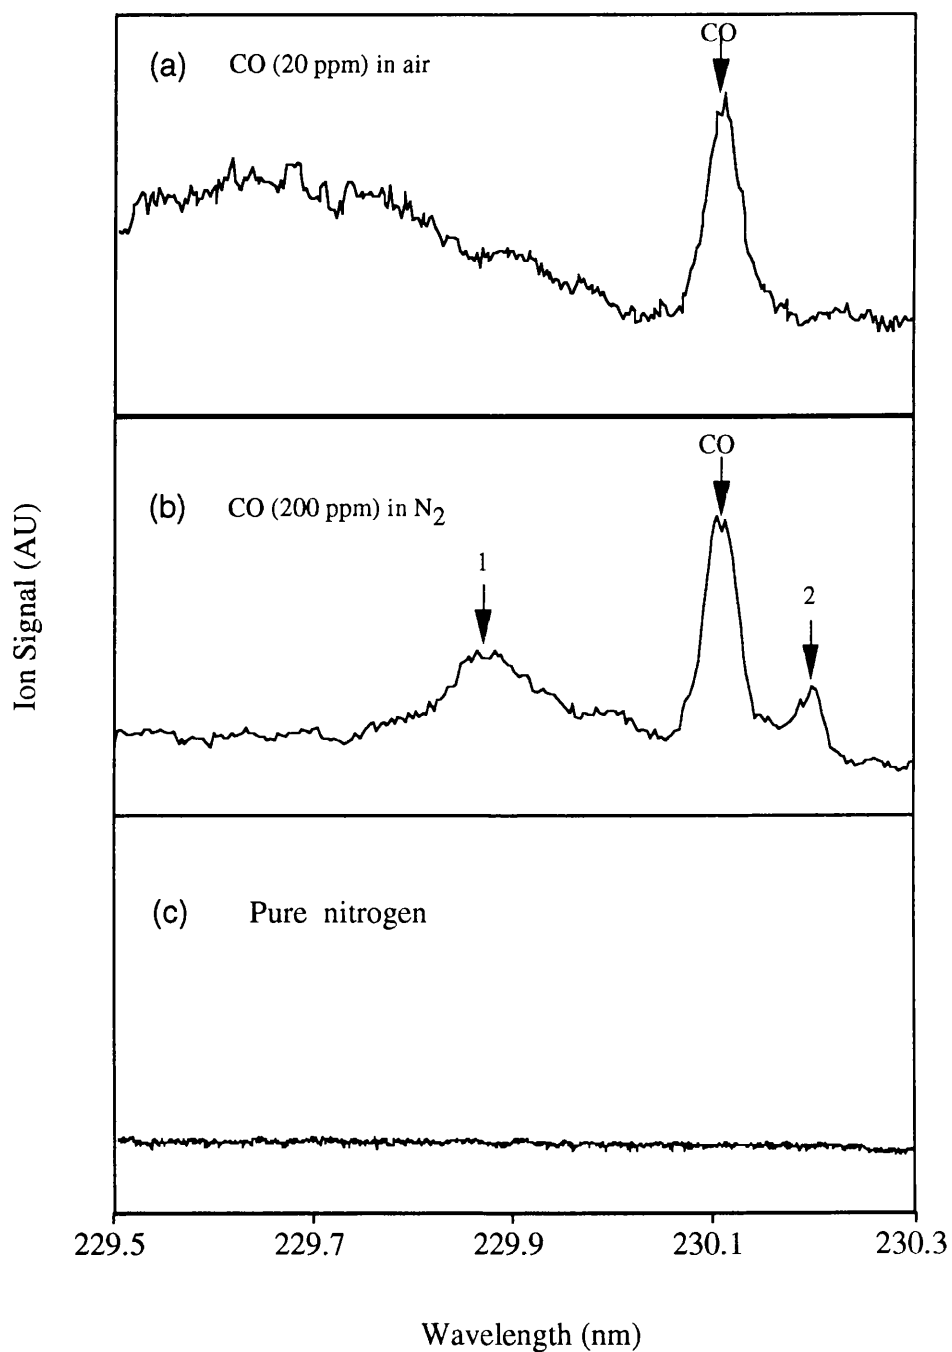 CO
(a) CO (20 ppm) in air
CO
(b) CO (200 ppm) in N2
1
2
Ion Signal (AU)
(c) Pure nitrogen
229.5 229.7 229.9 230.1 230.3
Wavelength (nm)